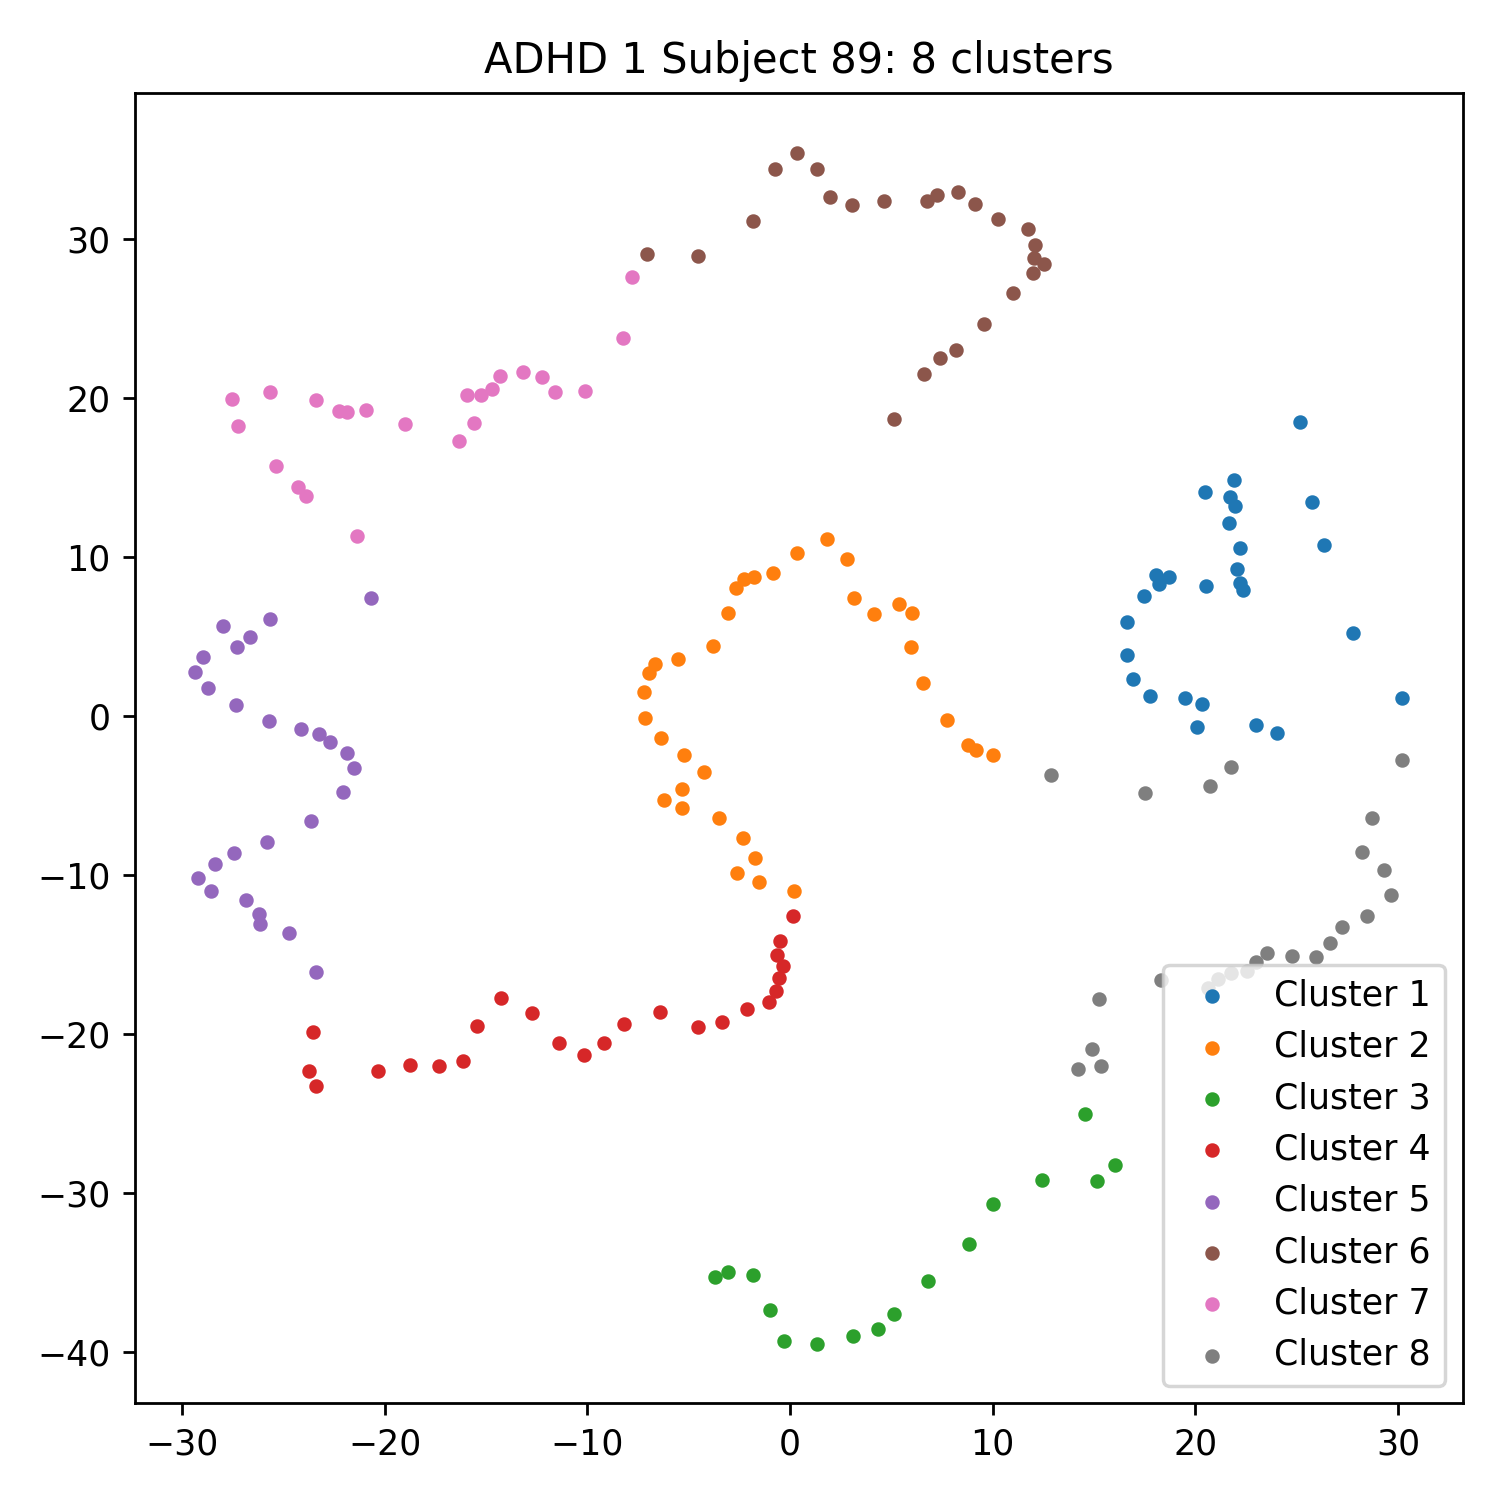 ADHD 1 Subject 89: 8 clusters
30
20
10
0
−10
−20
−30
−40
−30 −20 −10 0 10 20 30
Cluster 1
Cluster 2
Cluster 3
Cluster 4
Cluster 5
Cluster 6
Cluster 7
Cluster 8